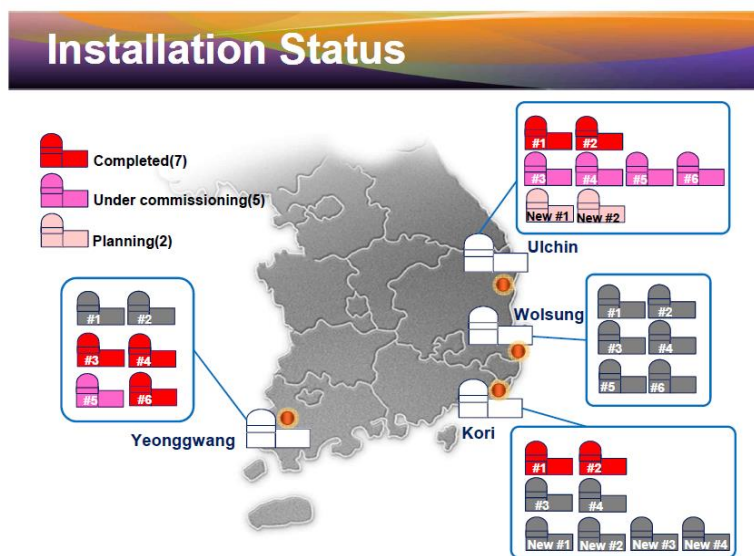 Installation Status
Completed(7)
Under commissioning(5)
Planning(2)
#1 #2
#3 #4 #5 #6
New #1 New #2
Ulchin
Wolsung
#1 #2
#3 #4
#5 #6
#1 #2
#3 #4
#5 #6
Yeonggwang
Kori
#1 #2
#3 #4
New #1 New #2 New #3 New #4